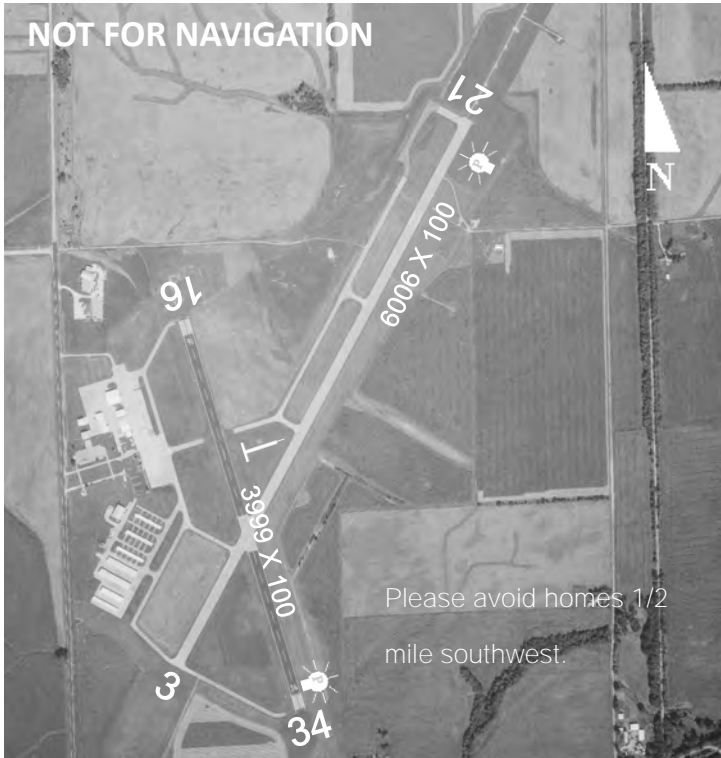 NOT FOR NAVIGATION
21
P
N
6006 X 100
16
3999 X 100
Please avoid homes 1/2
mile southwest.
3
P
34